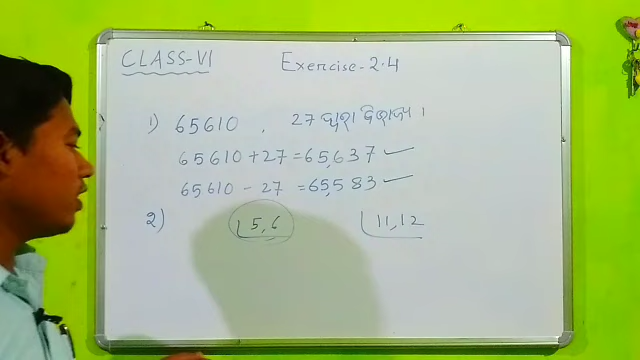 CLASS-VI Exercise-2.4
1) 65610, 27 ଦ୍ୱାରା ବିଭାଜ୍ୟ ।
65610 + 27 = 65,637
65610 - 27 = 65,583
2) 5, 6 11, 12